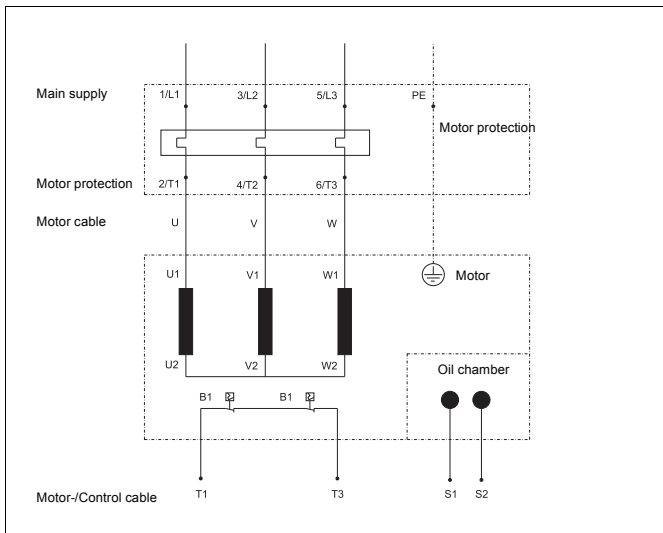 Main supply 1/L1 3/L2 5/L3 PE
Motor protection
Motor protection 2/T1 4/T2 6/T3
Motor cable U V W
U1 V1 W1 Motor
U2 V2 W2 Oil chamber
B1 B1
Motor-/Control cable T1 T3 S1 S2